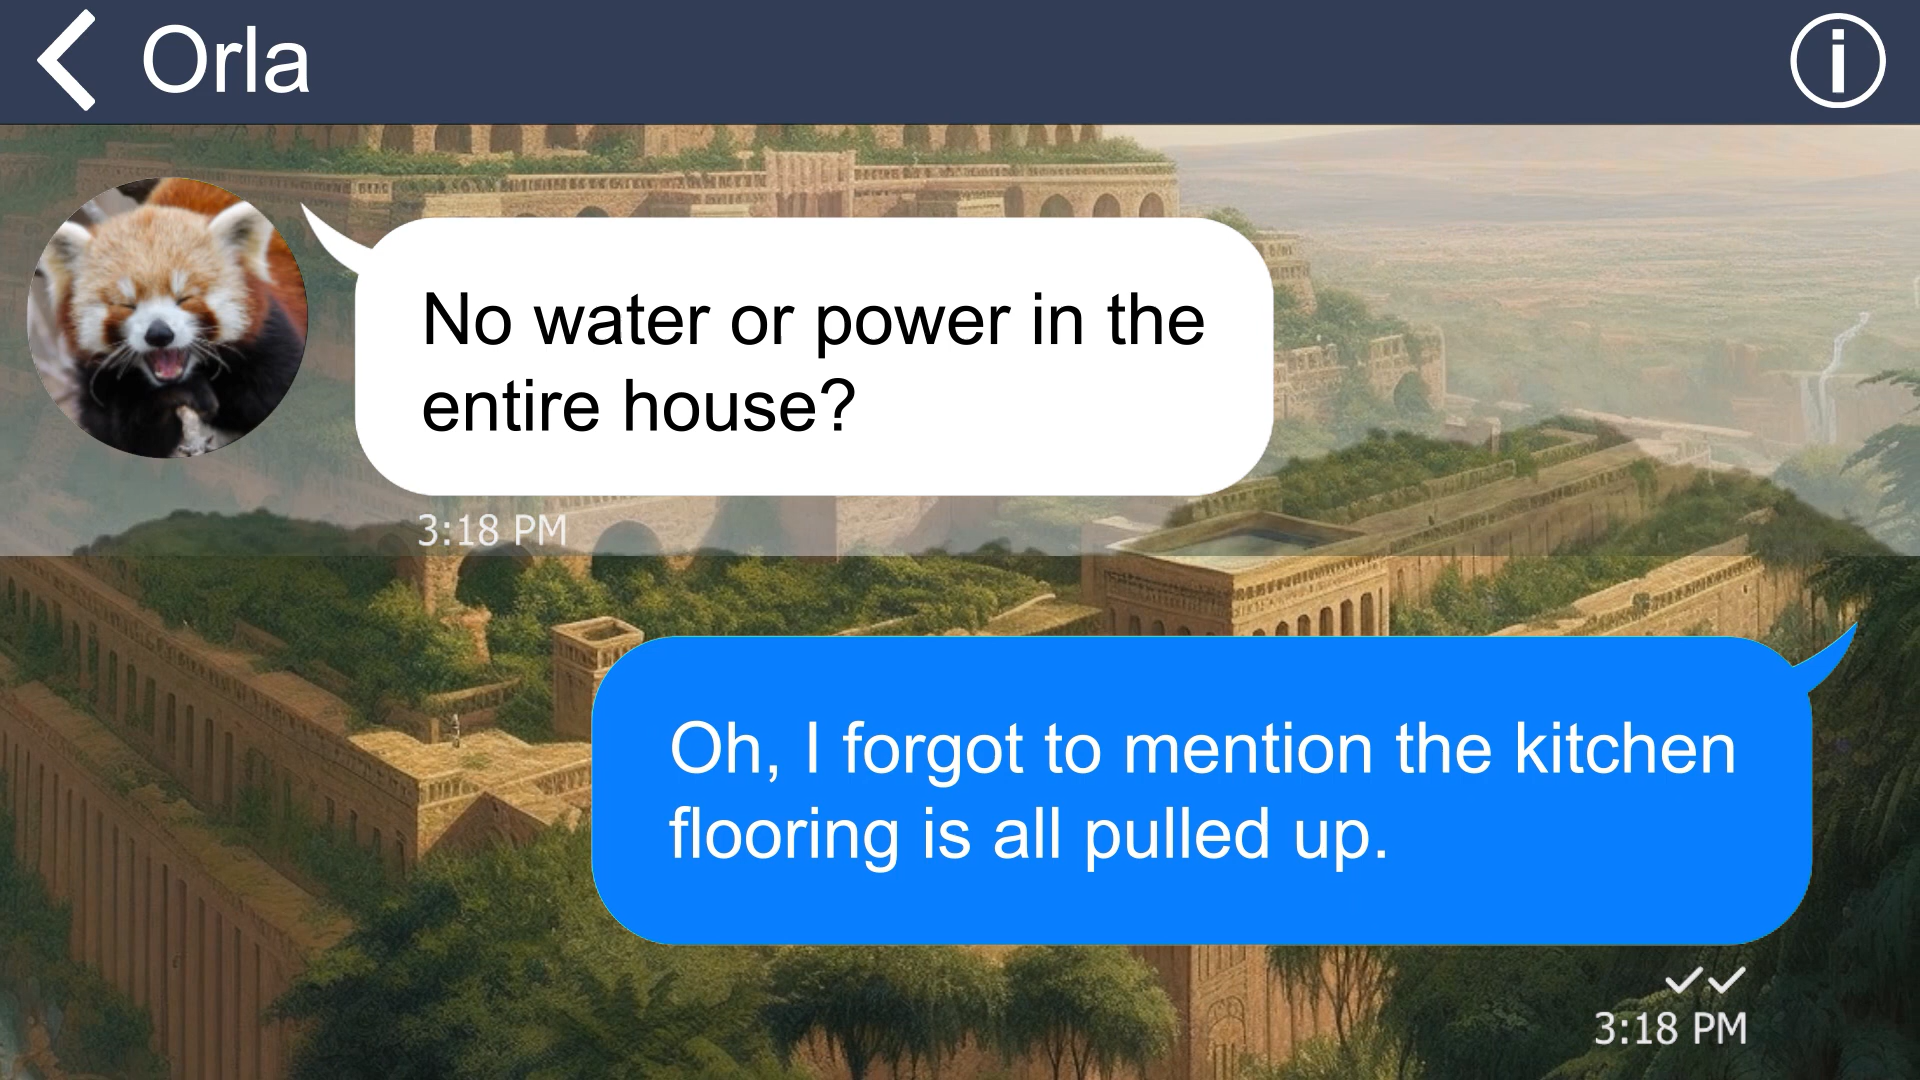 Orla
No water or power in the
entire house?
3:18 PM
Oh, I forgot to mention the kitchen
flooring is all pulled up.
3:18 PM